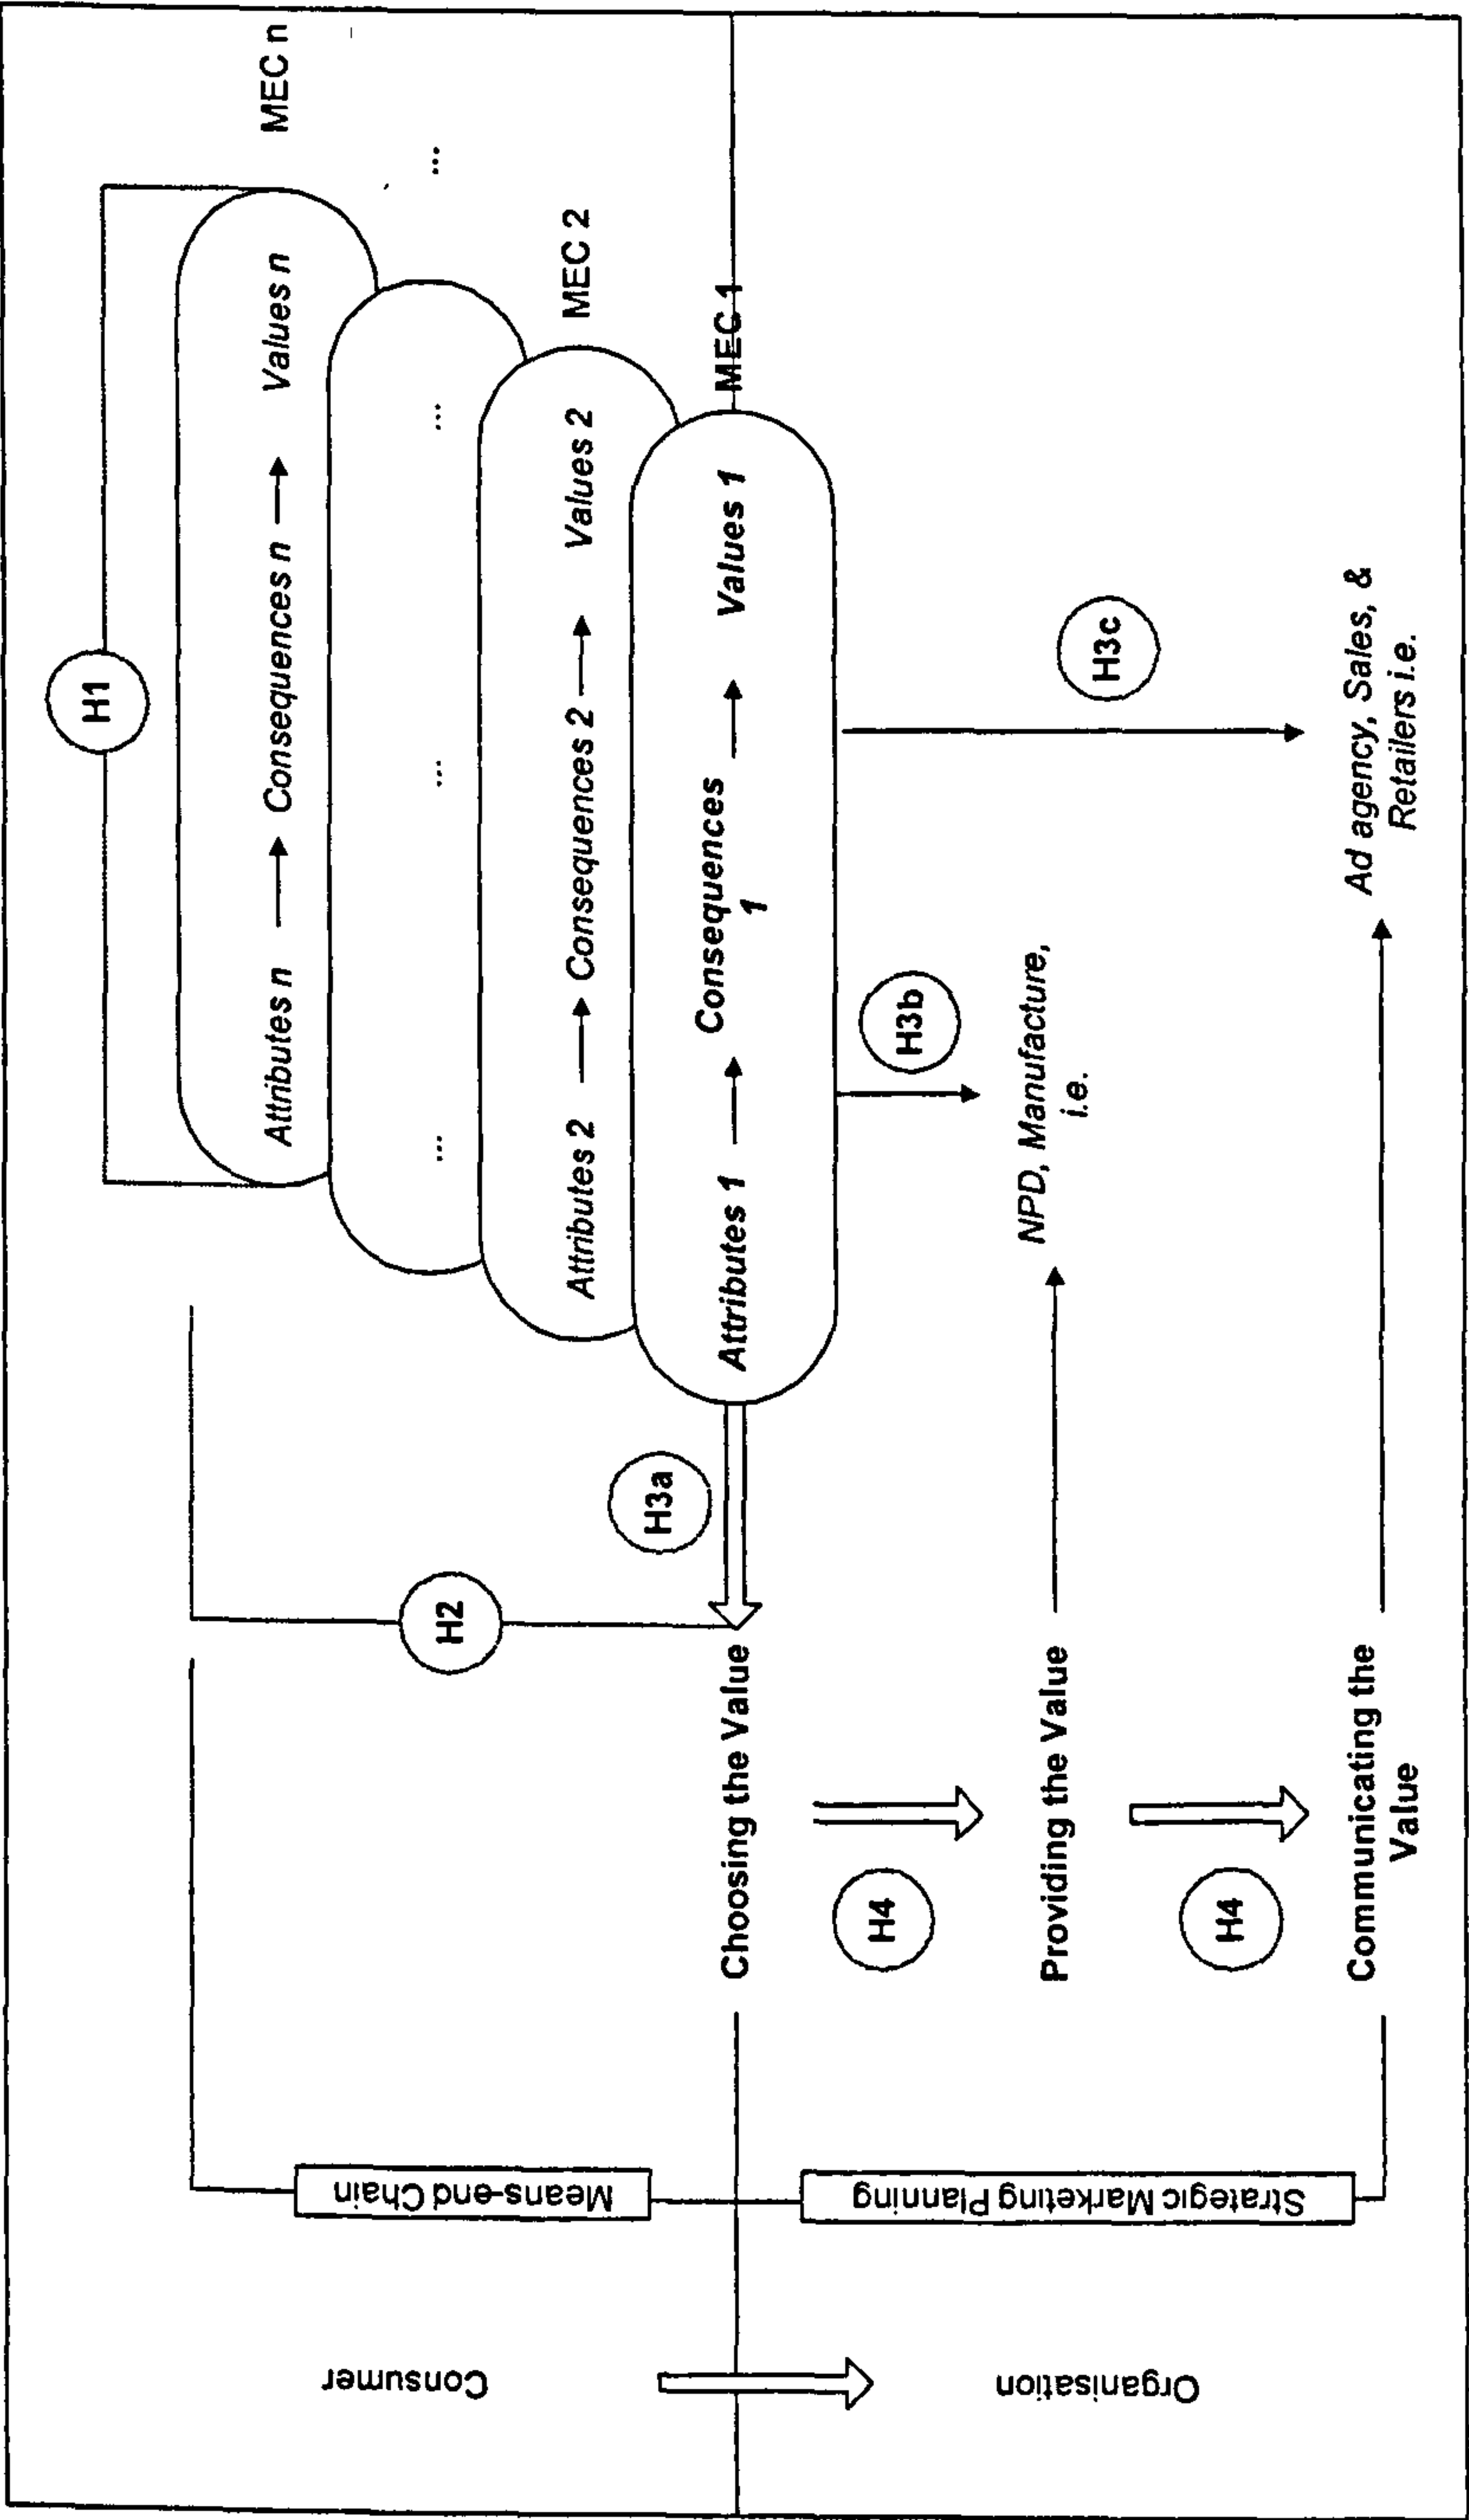 H1
Consumer
Means-end Chain
Attributes n → Consequences n → Values n
MEC n
... ... ... ...
H2
Attributes 2 → Consequences 2 → Values 2
MEC 2
H3a
Choosing the Value
Attributes 1 → Consequences
1 → Values 1
MEC 1
Organisation
Strategic Marketing Planning
H4
H3b
H3c
Providing the Value
NPD, Manufacture,
i.e.
H4
Communicating the
Value
Ad agency, Sales, &
Retailers i.e.